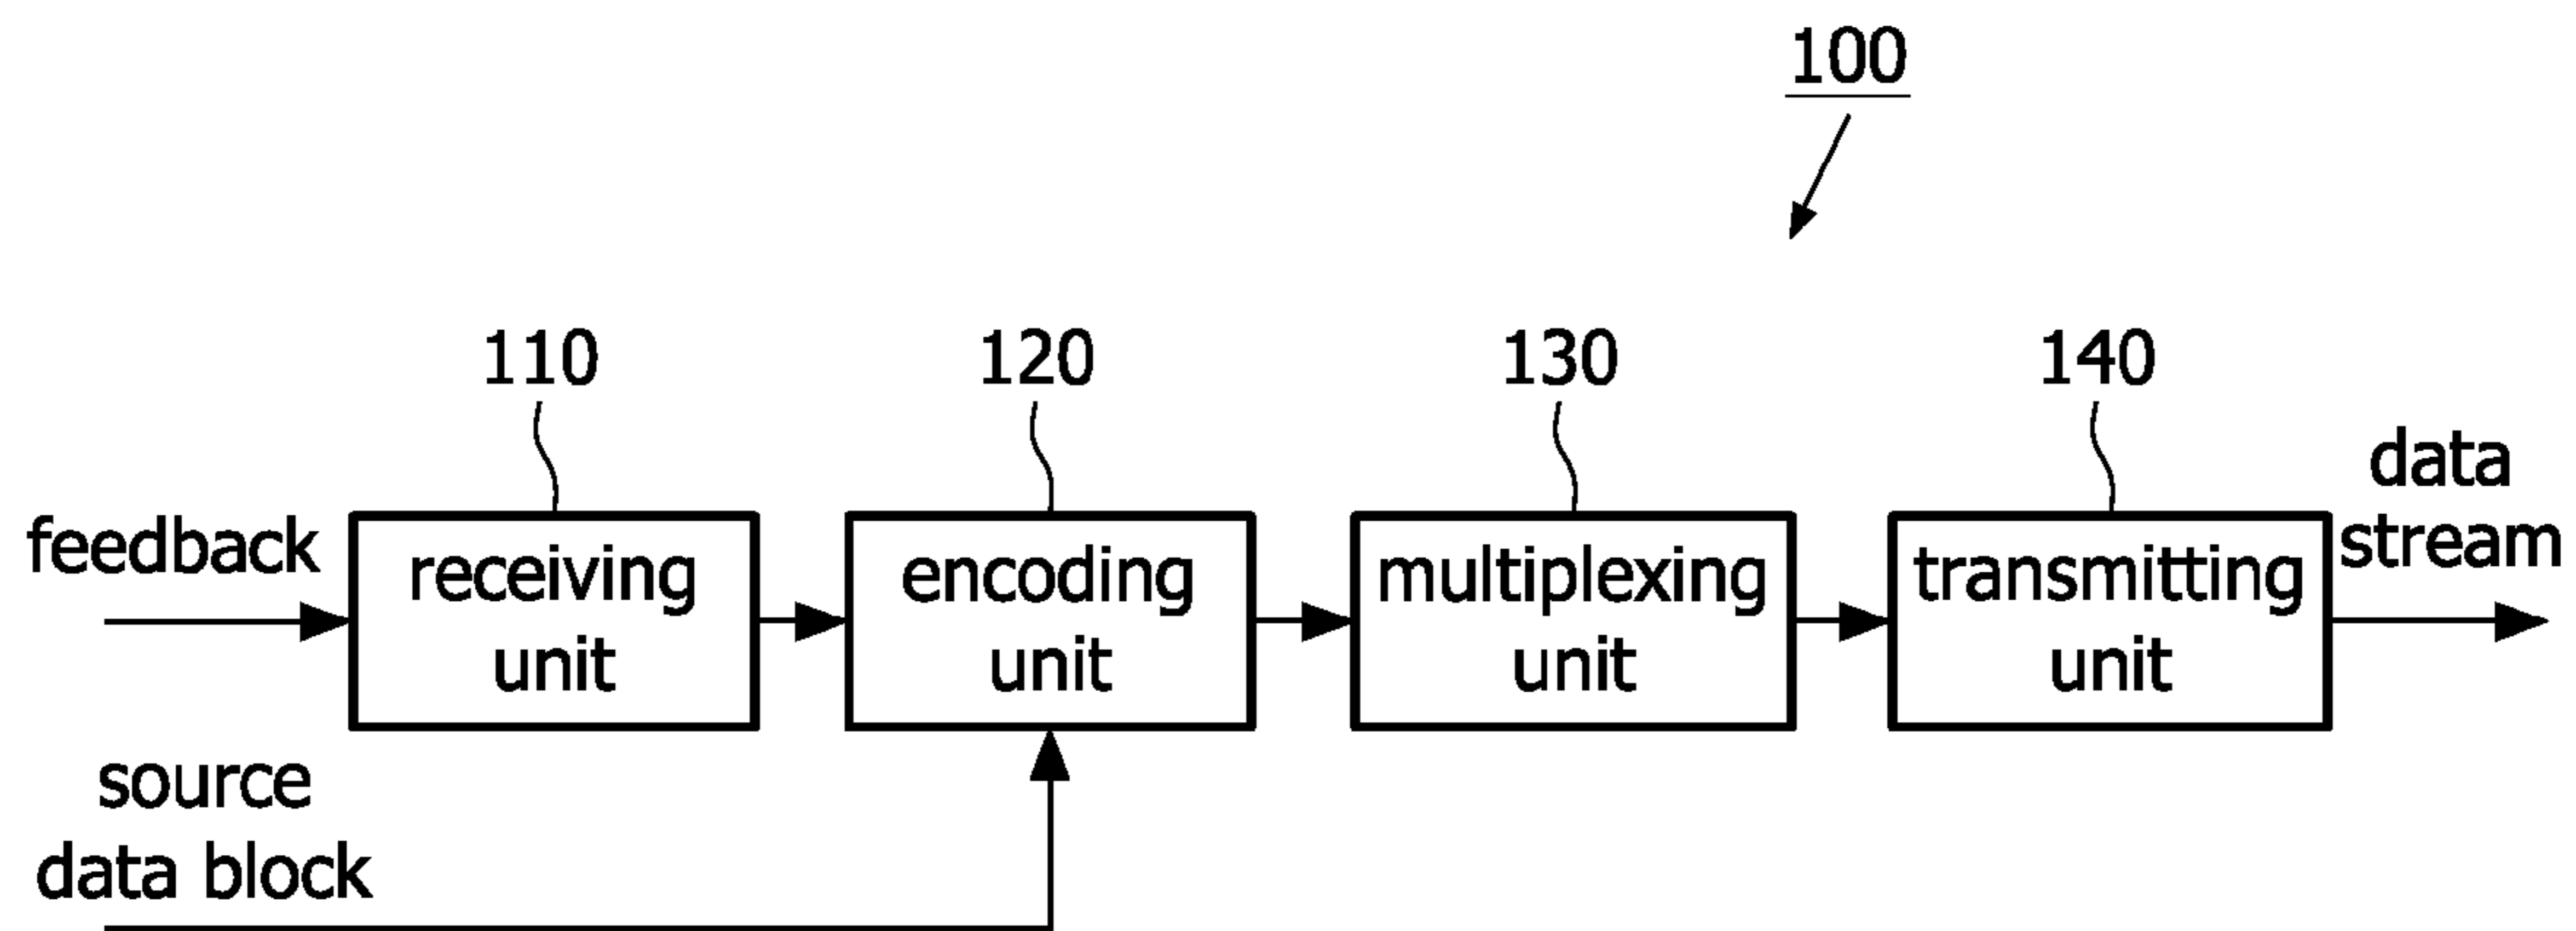 100
110
120
130
140
feedback
receiving
unit
encoding
unit
multiplexing
unit
transmitting
unit
data
stream
source
data block